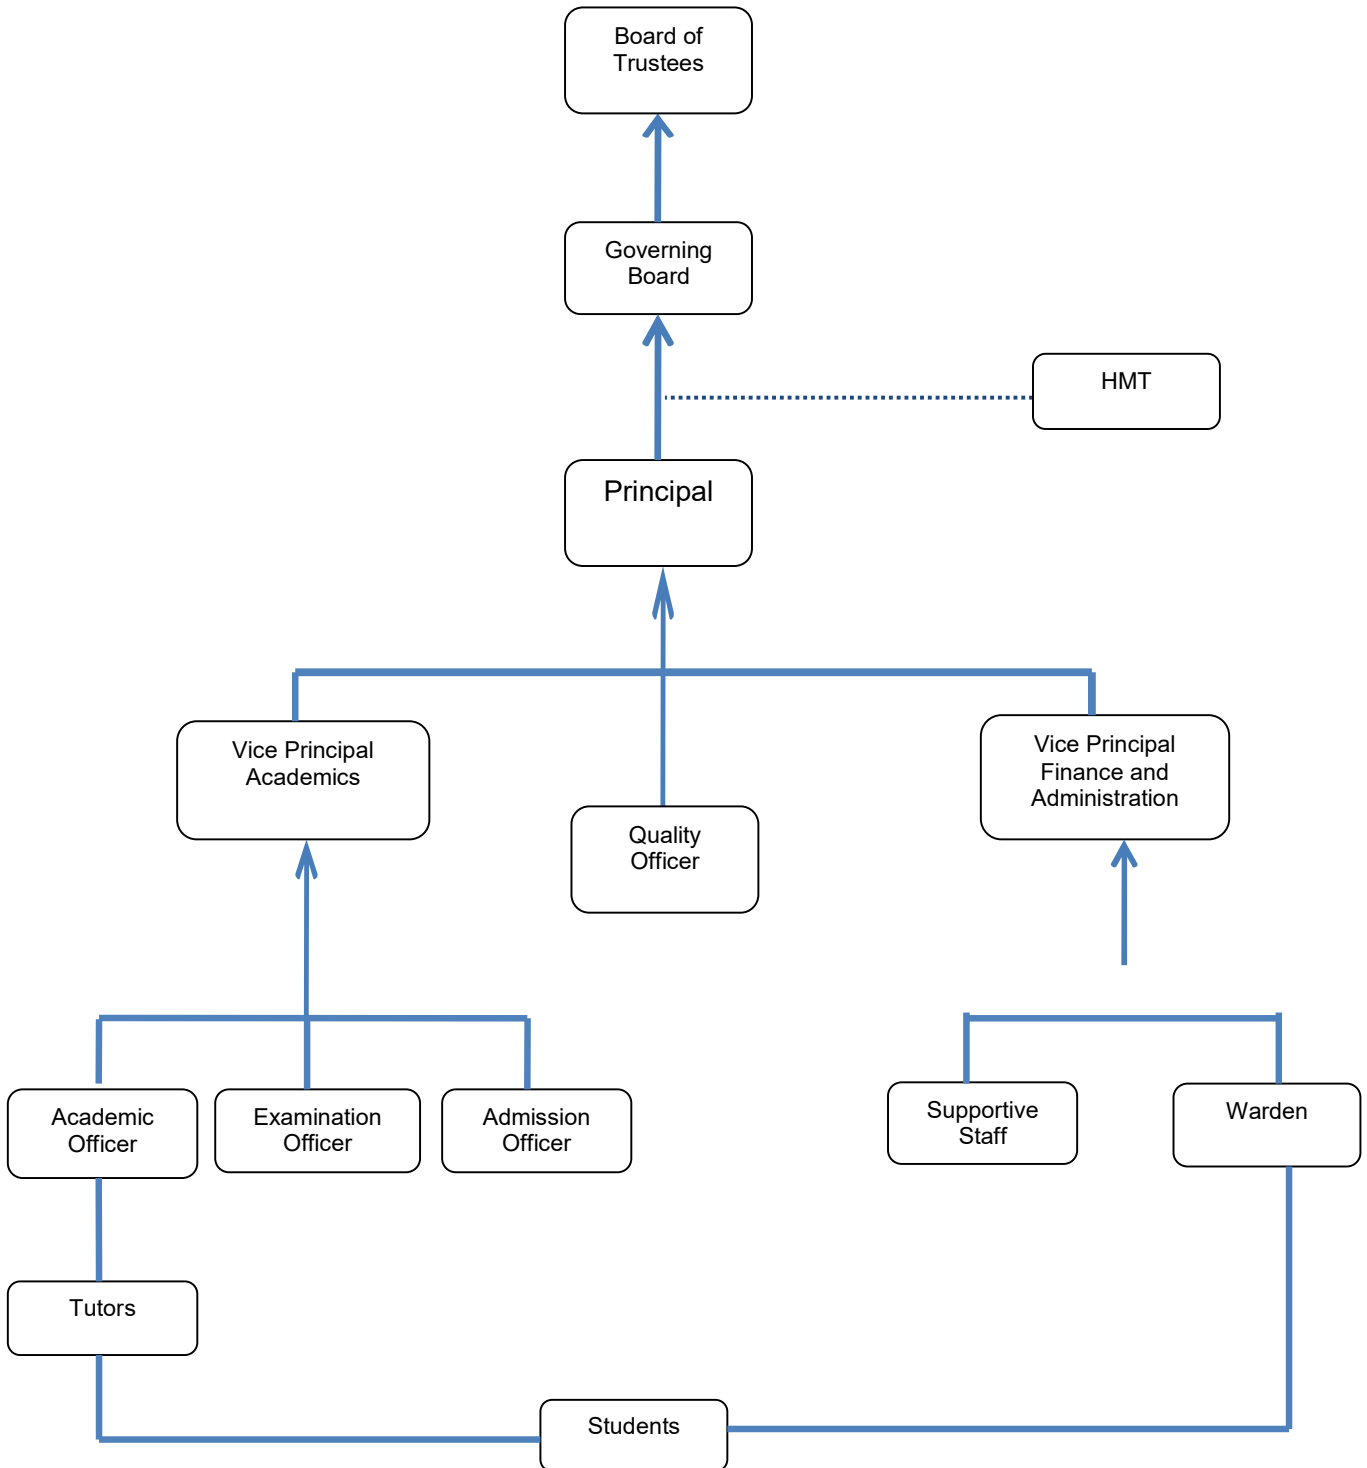 Board of
Trustees
Governing
Board
HMT
Principal
Vice Principal
Academics
Vice Principal
Finance and
Administration
Quality
Officer
Academic
Officer
Examination
Officer
Admission
Officer
Supportive
Staff
Warden
Tutors
Students